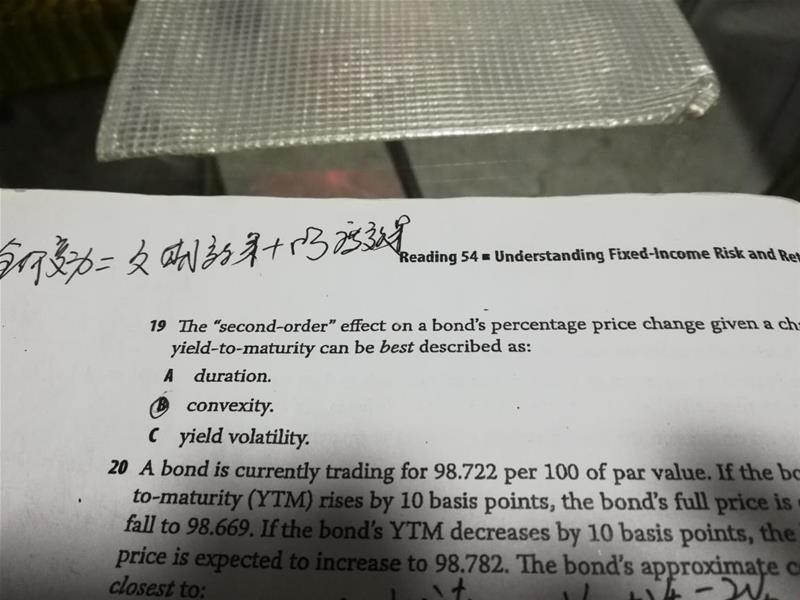 全价变动=久期效果+凸度效果
Reading 54 ■ Understanding Fixed-Income Risk and Ret
19 The “second-order” effect on a bond’s percentage price change given a ch
yield-to-maturity can be best described as:
A duration.
B convexity.
C yield volatility.
20 A bond is currently trading for 98.722 per 100 of par value. If the bo
to-maturity (YTM) rises by 10 basis points, the bond’s full price is
fall to 98.669. If the bond’s YTM decreases by 10 basis points, the
price is expected to increase to 98.782. The bond’s approximate c
closest to: